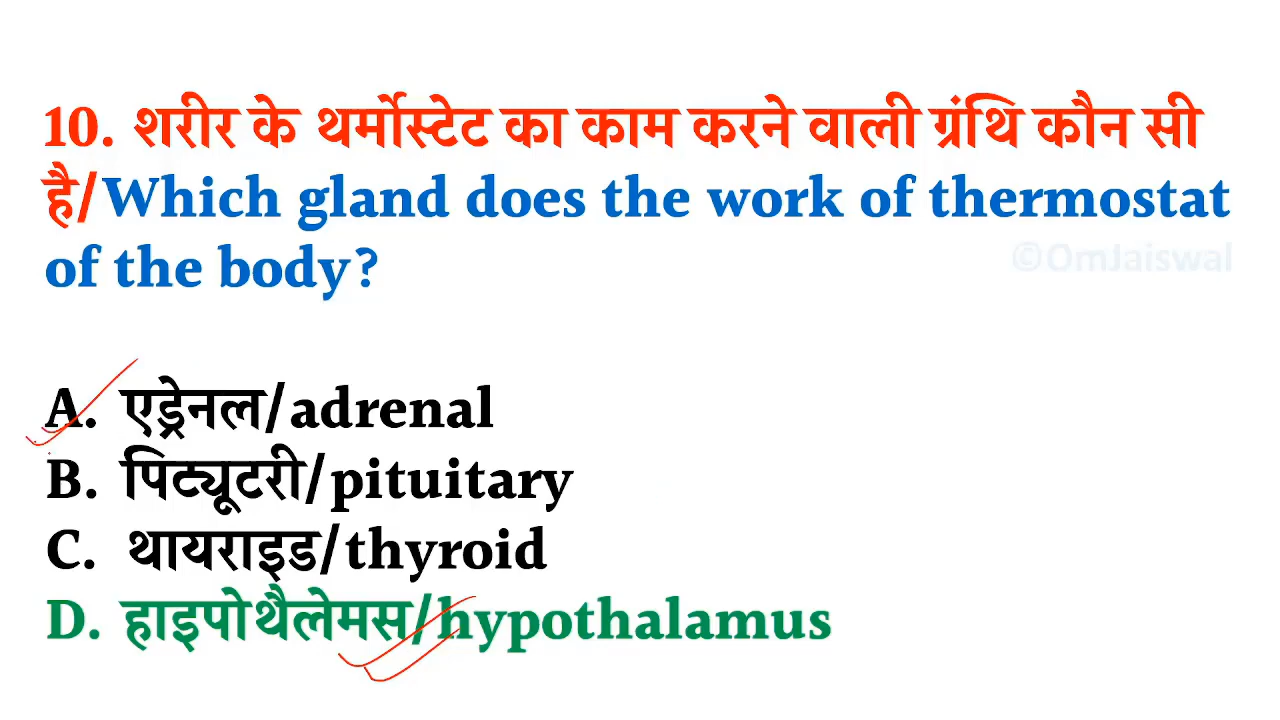 10. शरीर के थर्मोस्टेट का काम करने वाली ग्रंथि कौन सी
है/Which gland does the work of thermostat
of the body?
©OmJaiswal
A. एड्रेनल/adrenal
B. पिट्यूटरी/pituitary
C. थायराइड/thyroid
D. हाइपोथैलेमस/hypothalamus